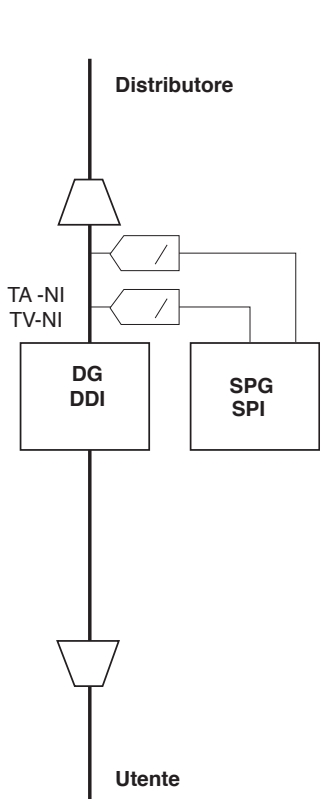 Distributore
TA -NI
TV-NI
DG
DDI
SPG
SPI
Utente